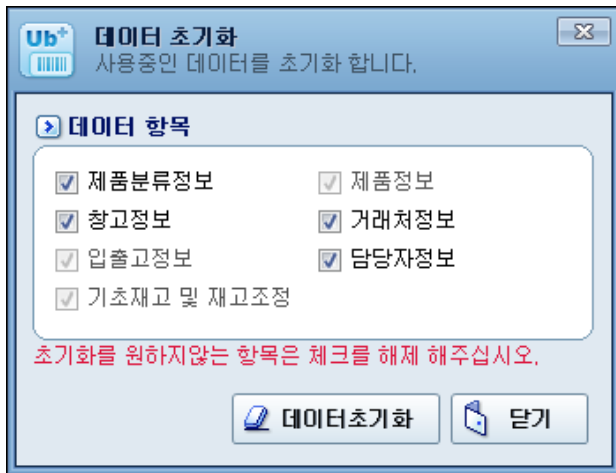 Ub+
데이터 초기화
사용중인 데이터를 초기화 합니다.
데이터 항목
제품분류정보 제품정보
창고정보 거래처정보
입출고정보 담당자정보
기초재고 및 재고조정
초기화를 원하지않는 항목은 체크를 해제 해주십시오.
데이터초기화 닫기